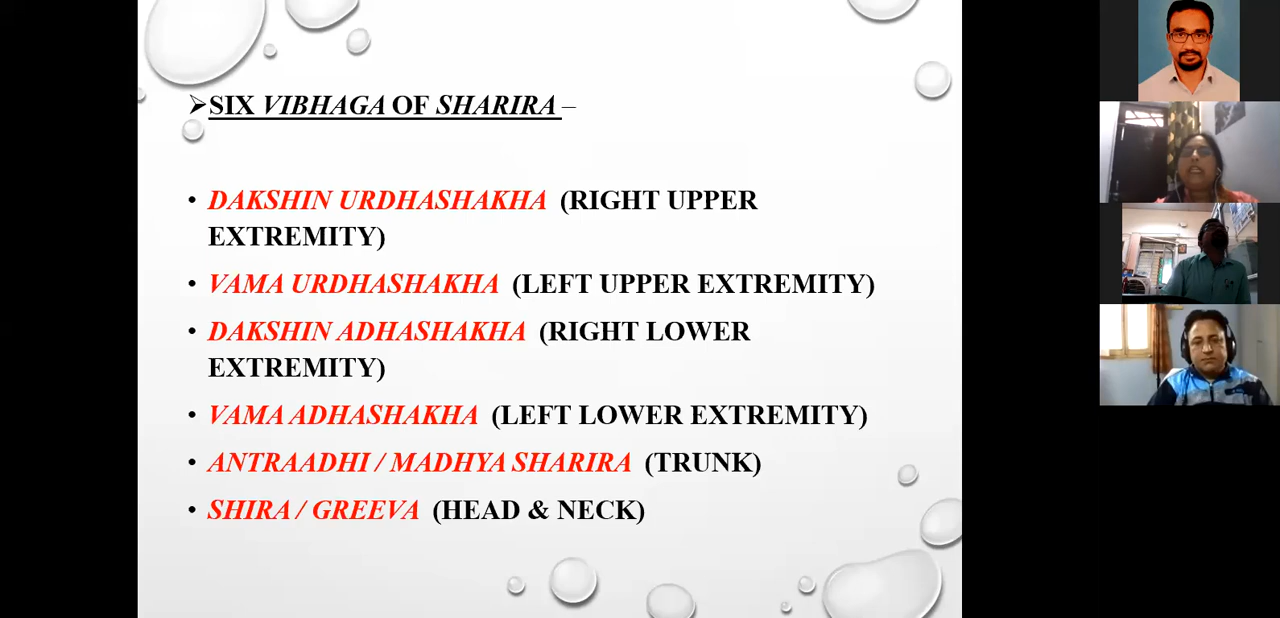 ➢SIX VIBHAGA OF SHARIRA –
• DAKSHIN URDHASHAKHA (RIGHT UPPER
EXTREMITY)
• VAMA URDHASHAKHA (LEFT UPPER EXTREMITY)
• DAKSHIN ADHASHAKHA (RIGHT LOWER
EXTREMITY)
• VAMA ADHASHAKHA (LEFT LOWER EXTREMITY)
• ANTRAADHI / MADHYA SHARIRA (TRUNK)
• SHIRA / GREEVA (HEAD & NECK)